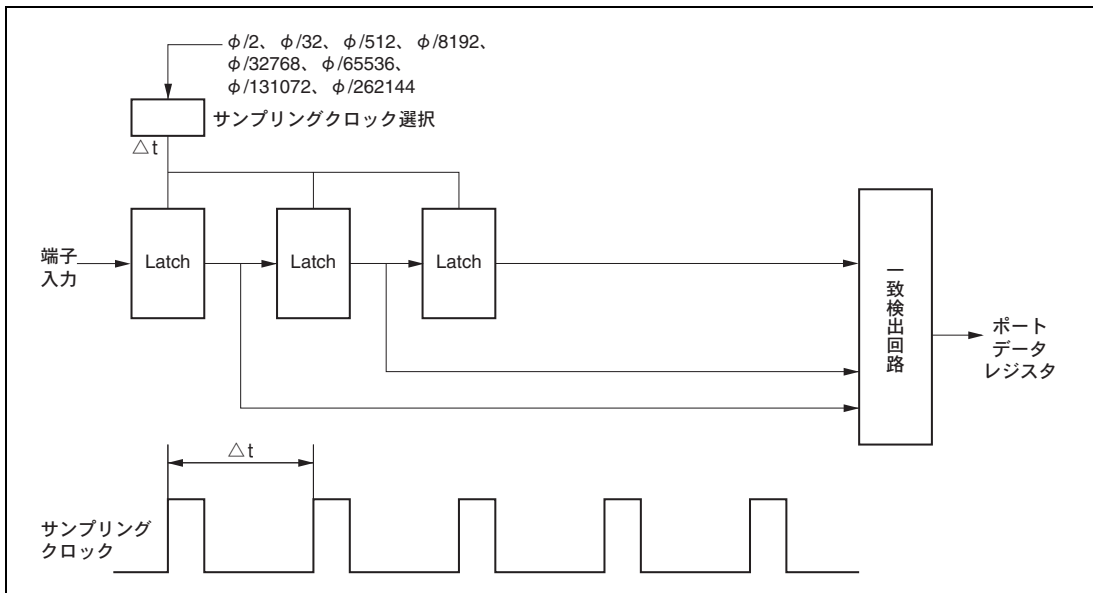 φ/2、φ/32、φ/512、φ/8192、
φ/32768、φ/65536、
φ/131072、φ/262144
サンプリングクロック選択
△t
端子
入力
Latch
Latch
Latch
一致検出回路
ポート
データ
レジスタ
△t
サンプリング
クロック